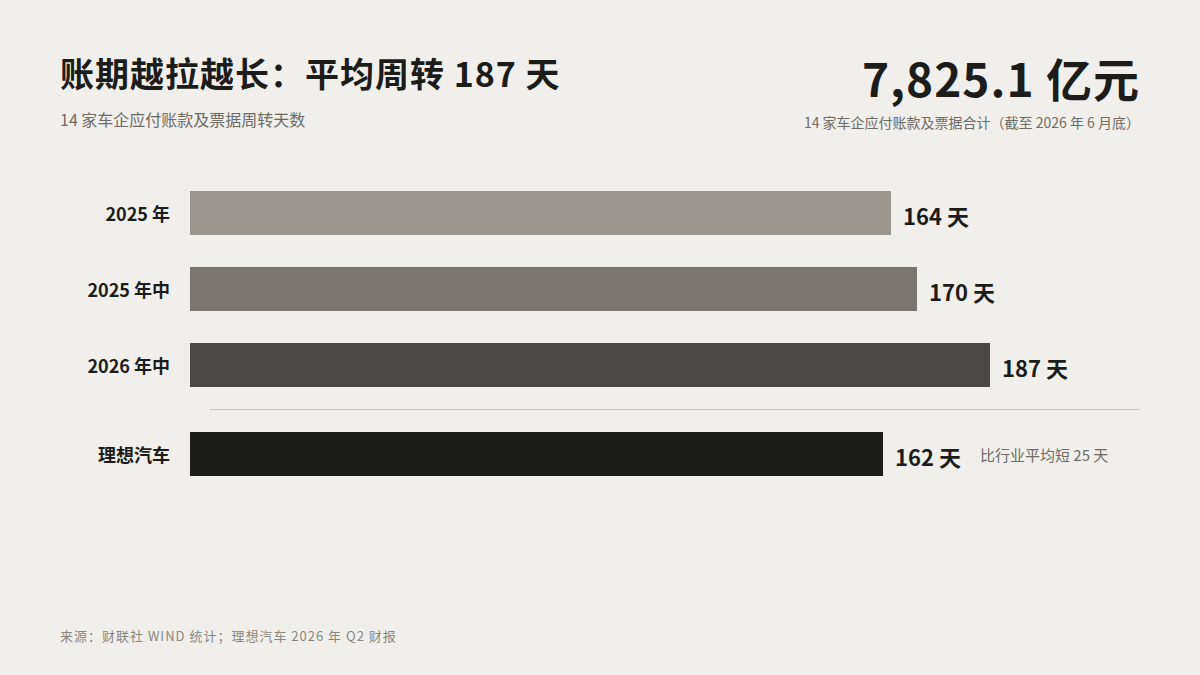 账期越拉越长：平均周转 187 天
14 家车企应付账款及票据周转天数
7,825.1 亿元
14 家车企应付账款及票据合计（截至 2026 年 6 月底）
2025 年 164 天
2025 年中 170 天
2026 年中 187 天
理想汽车 162 天 比行业平均短 25 天
来源：财联社 WIND 统计；理想汽车 2026 年 Q2 财报